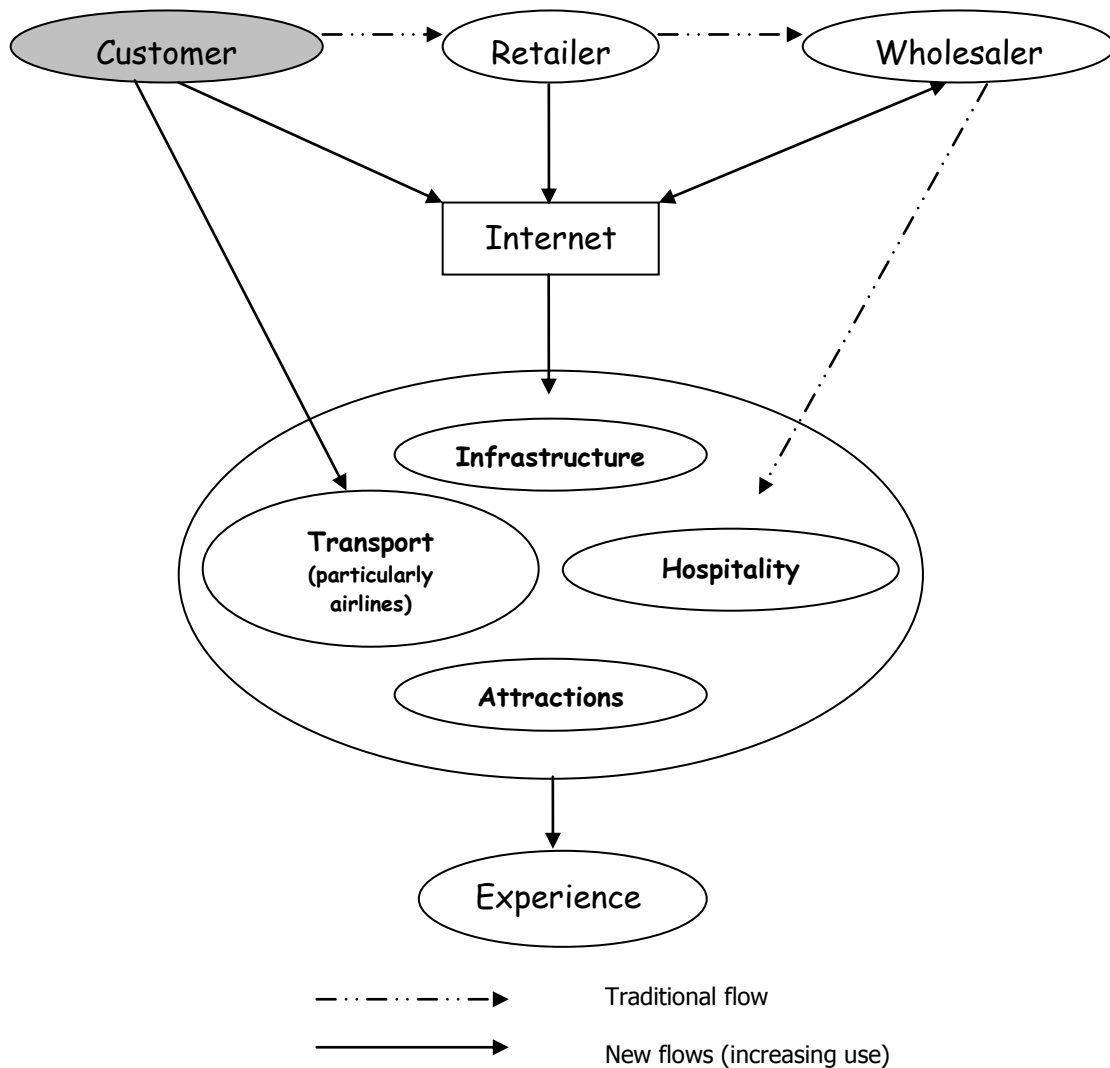 Customer
Retailer
Wholesaler
Internet
Infrastructure
Transport
(particularly
airlines)
Hospitality
Attractions
Experience
Traditional flow
New flows (increasing use)